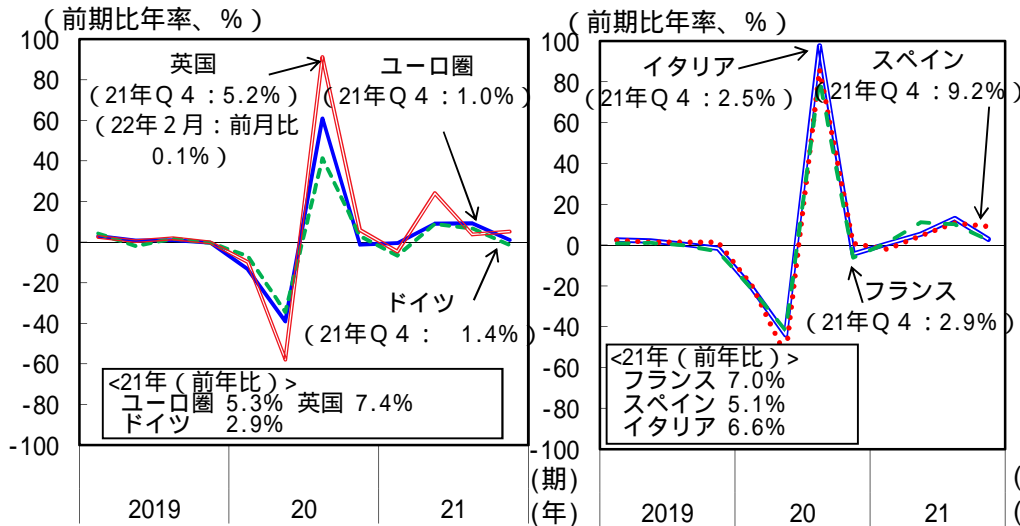 (前期比年率、%)
100
80
60
40
20
0
-20
-40
-60
-80
-100
英国
(21年Q4:5.2%)
(22年2月:前月比
0.1%)
ユーロ圏
(21年Q4:1.0%)
ドイツ
(21年Q4: 1.4%)
<21年(前年比)>
ユーロ圏 5.3% 英国 7.4%
ドイツ 2.9%
2019
20
21
(期)
(年)
(前期比年率、%)
100
80
60
40
20
0
-20
-40
-60
-80
-100
イタリア
(21年Q4:2.5%)
スペイン
(21年Q4:9.2%)
フランス
(21年Q4:2.9%)
<21年(前年比)>
フランス 7.0%
スペイン 5.1%
イタリア 6.6%
2019
20
21
(
(